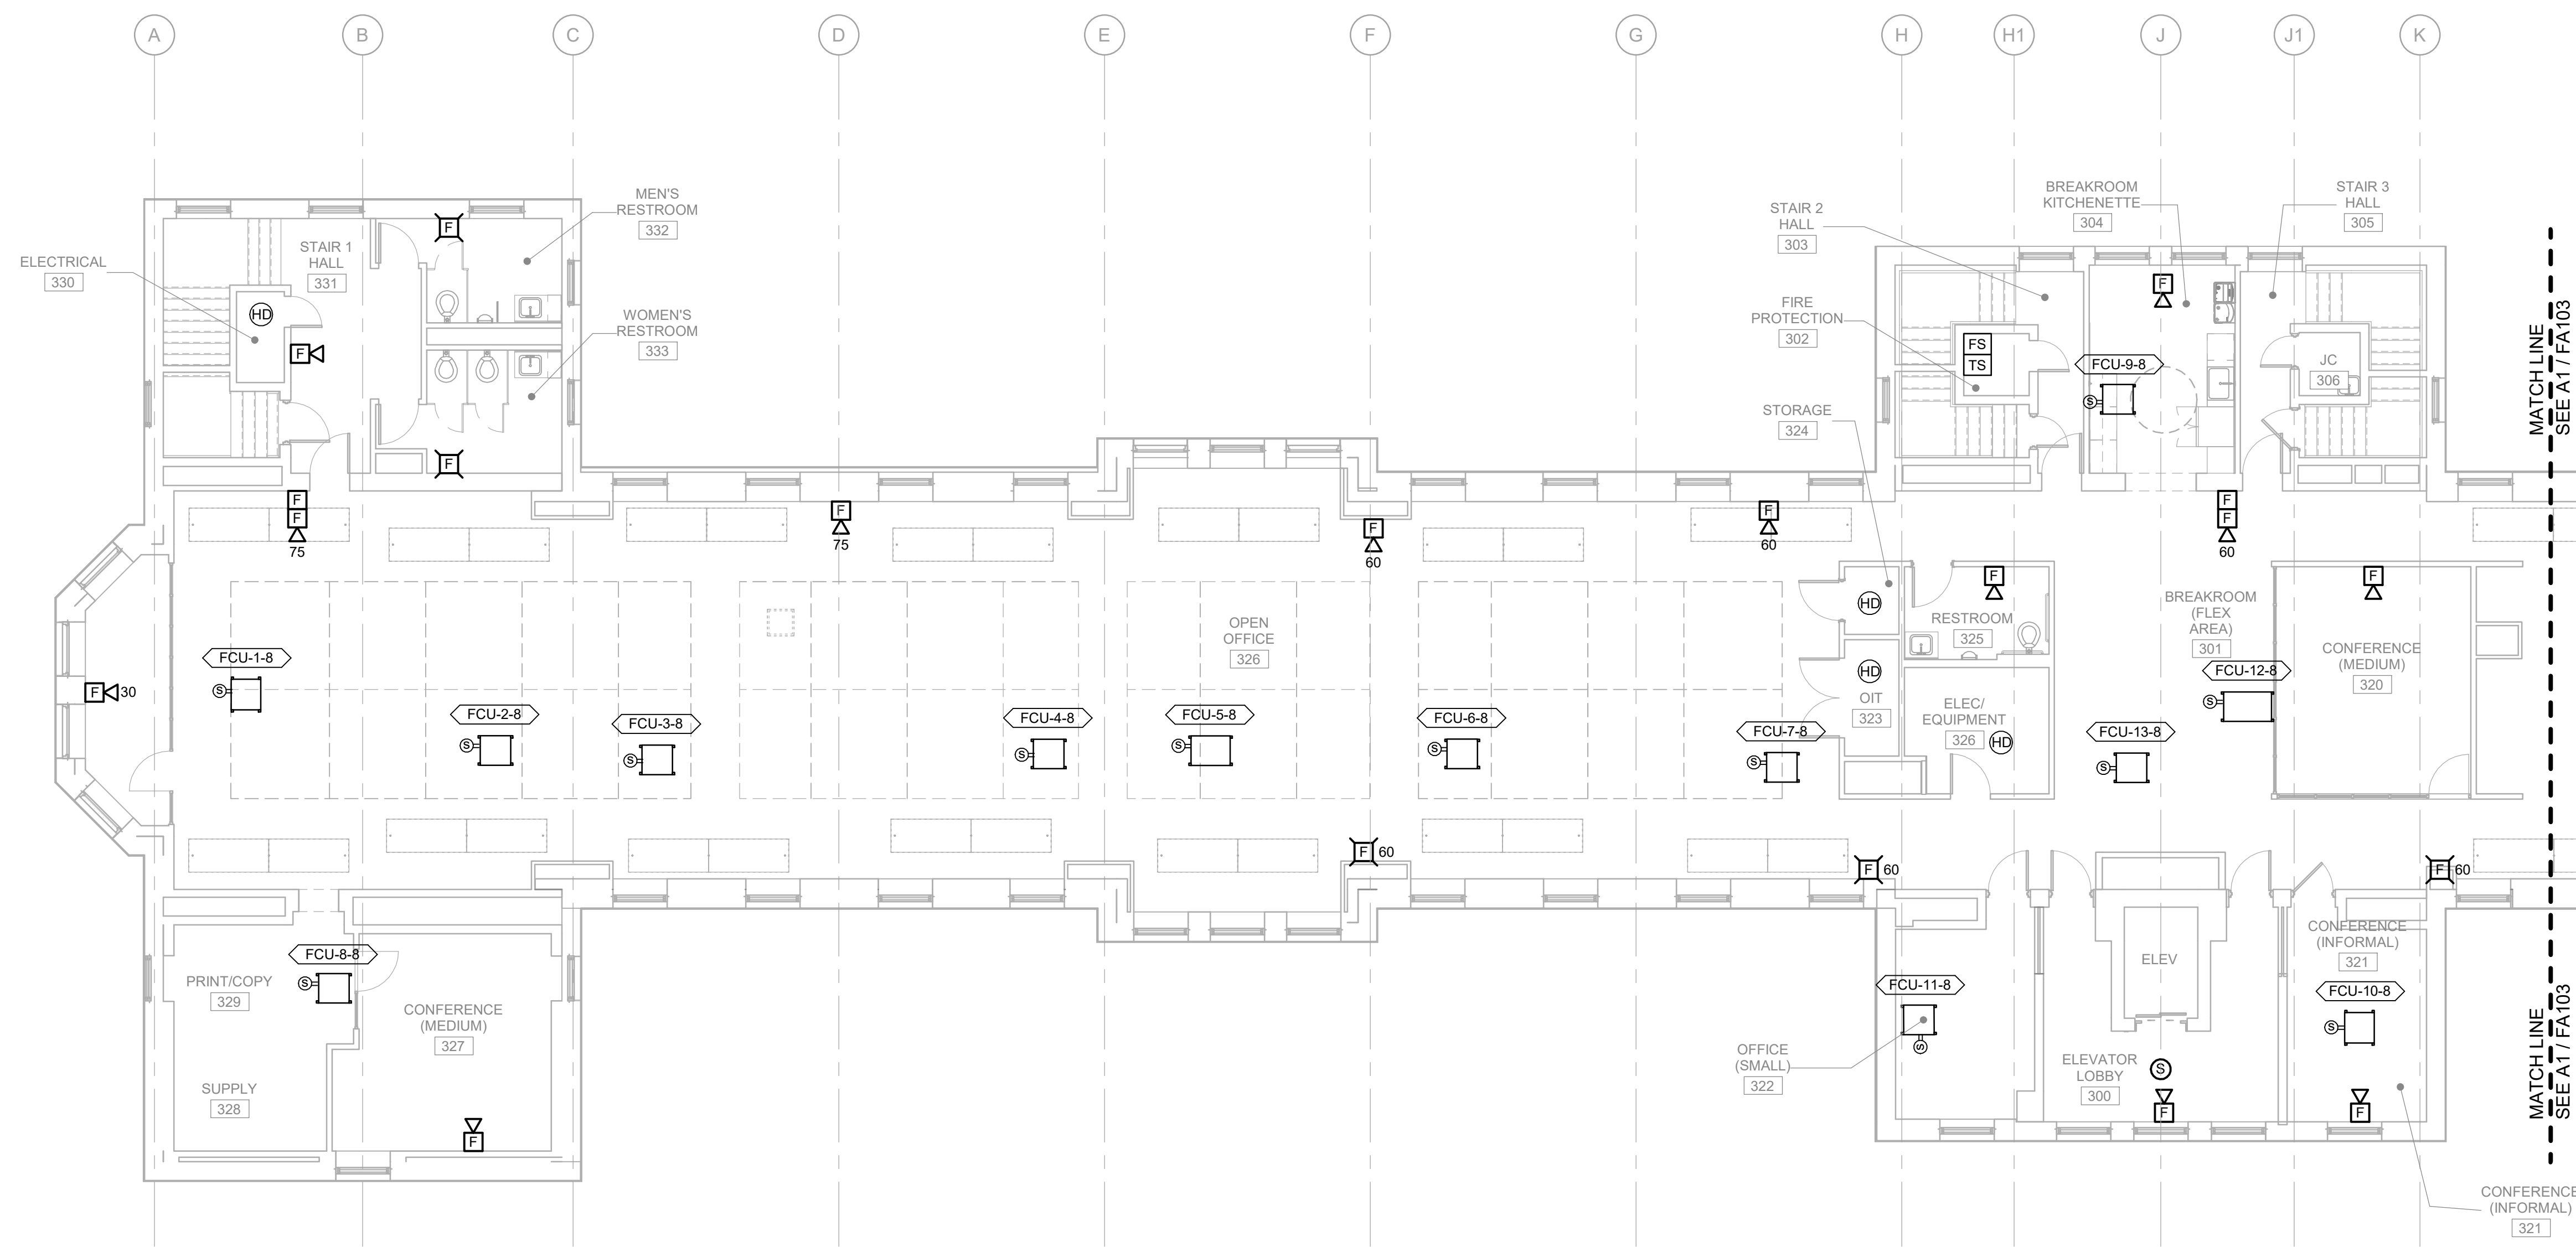 A
B
C
D
E
F
G
H
H1
J
J1
K
MEN'S
RESTROOM
332
STAIR 2
HALL
303
BREAKROOM
KITCHENETTE
304
STAIR 3
HALL
305
ELECTRICAL
330
STAIR 1
HALL
331
F
HD
F
WOMEN'S
RESTROOM
333
F
FIRE
PROTECTION
302
FS
TS
F
FCU-9-8
S
JC
306
MATCH LINE
SEE A1 / FA103
STORAGE
324
F
F
75
F
75
F
60
F
60
F
F
60
HD
F
RESTROOM
325
BREAKROOM
(FLEX
AREA)
301
F
CONFERENCE
(MEDIUM)
320
OPEN
OFFICE
326
FCU-1-8
S
F
30
FCU-2-8
S
FCU-3-8
S
FCU-4-8
S
FCU-5-8
S
FCU-6-8
S
FCU-7-8
S
HD
OIT
323
ELEC/
EQUIPMENT
326
HD
FCU-12-8
S
FCU-13-8
S
F
60
F
60
F
60
FCU-8-8
S
PRINT/COPY
329
SUPPLY
328
CONFERENCE
(MEDIUM)
327
F
FCU-11-8
S
OFFICE
(SMALL)
322
ELEV
ELEVATOR
LOBBY
300
S
F
CONFERENCE
(INFORMAL)
321
FCU-10-8
S
F
MATCH LINE
SEE A1 / FA103
CONFERENCE
(INFORMAL)
321